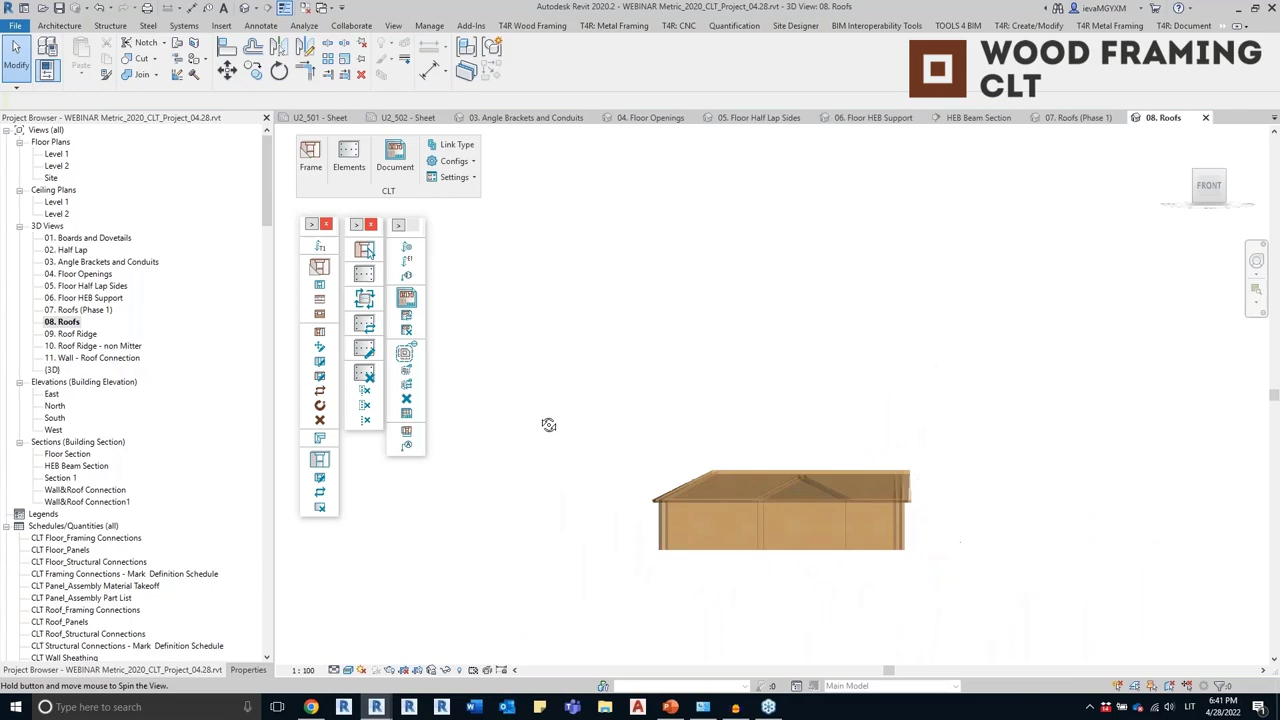 Autodesk Revit 2020.2 - WEBINAR Metric_2020_CLT_Project_04.28.rvt - 3D View: 08. Roofs
ievaMGYXM
File
Architecture
Structure
Steel
Systems
Insert
Annotate
Analyze
Collaborate
View
Manage
Add-Ins
T4R Wood Framing
T4R: Metal Framing
T4R: CNC
Quantification
Site Designer
BIM Interoperability Tools
TOOLS 4 BIM
T4R: Create/Modify
T4R Metal Framing
T4R: Document
Modify
Paste
Notch
Cut
Join
WOOD FRAMING
CLT
Project Browser - WEBINAR Metric_2020_CLT_Project_04.28.rvt
U2_501 - Sheet
U2_502 - Sheet
03. Angle Brackets and Conduits
04. Floor Openings
05. Floor Half Lap Sides
06. Floor HEB Support
HEB Beam Section
07. Roofs (Phase 1)
08. Roofs
Views (all)
Floor Plans
Level 1
Level 2
Site
Ceiling Plans
Level 1
Level 2
3D Views
01. Boards and Dovetails
02. Half Lap
03. Angle Brackets and Conduits
04. Floor Openings
05. Floor Half Lap Sides
06. Floor HEB Support
07. Roofs (Phase 1)
08. Roofs
09. Roof Ridge
10. Roof Ridge - non Mitter
11. Wall - Roof Connection
{3D}
Elevations (Building Elevation)
East
North
South
West
Sections (Building Section)
Floor Section
HEB Beam Section
Section 1
Wall&Roof Connection
Wall&Roof Connection1
Legends
Schedules/Quantities (all)
CLT Floor_Framing Connections
CLT Floor_Panels
CLT Floor_Structural Connections
CLT Framing Connections - Mark Definition Schedule
CLT Panel_Assembly Material Takeoff
CLT Panel_Assembly Part List
CLT Roof_Framing Connections
CLT Roof_Panels
CLT Roof_Structural Connections
CLT Structural Connections - Mark Definition Schedule
CLT Wall Sheathing
Frame
Elements
Document
Link Type
Configs
Settings
CLT
FRONT
Project Browser - WEBINAR Metric_2020_CLT_Project_04.28.rvt
Properties
1 : 100
Hold button and move mouse to Spin the View.
:0
Main Model
:0
Type here to search
LIT
6:41 PM
4/28/2022